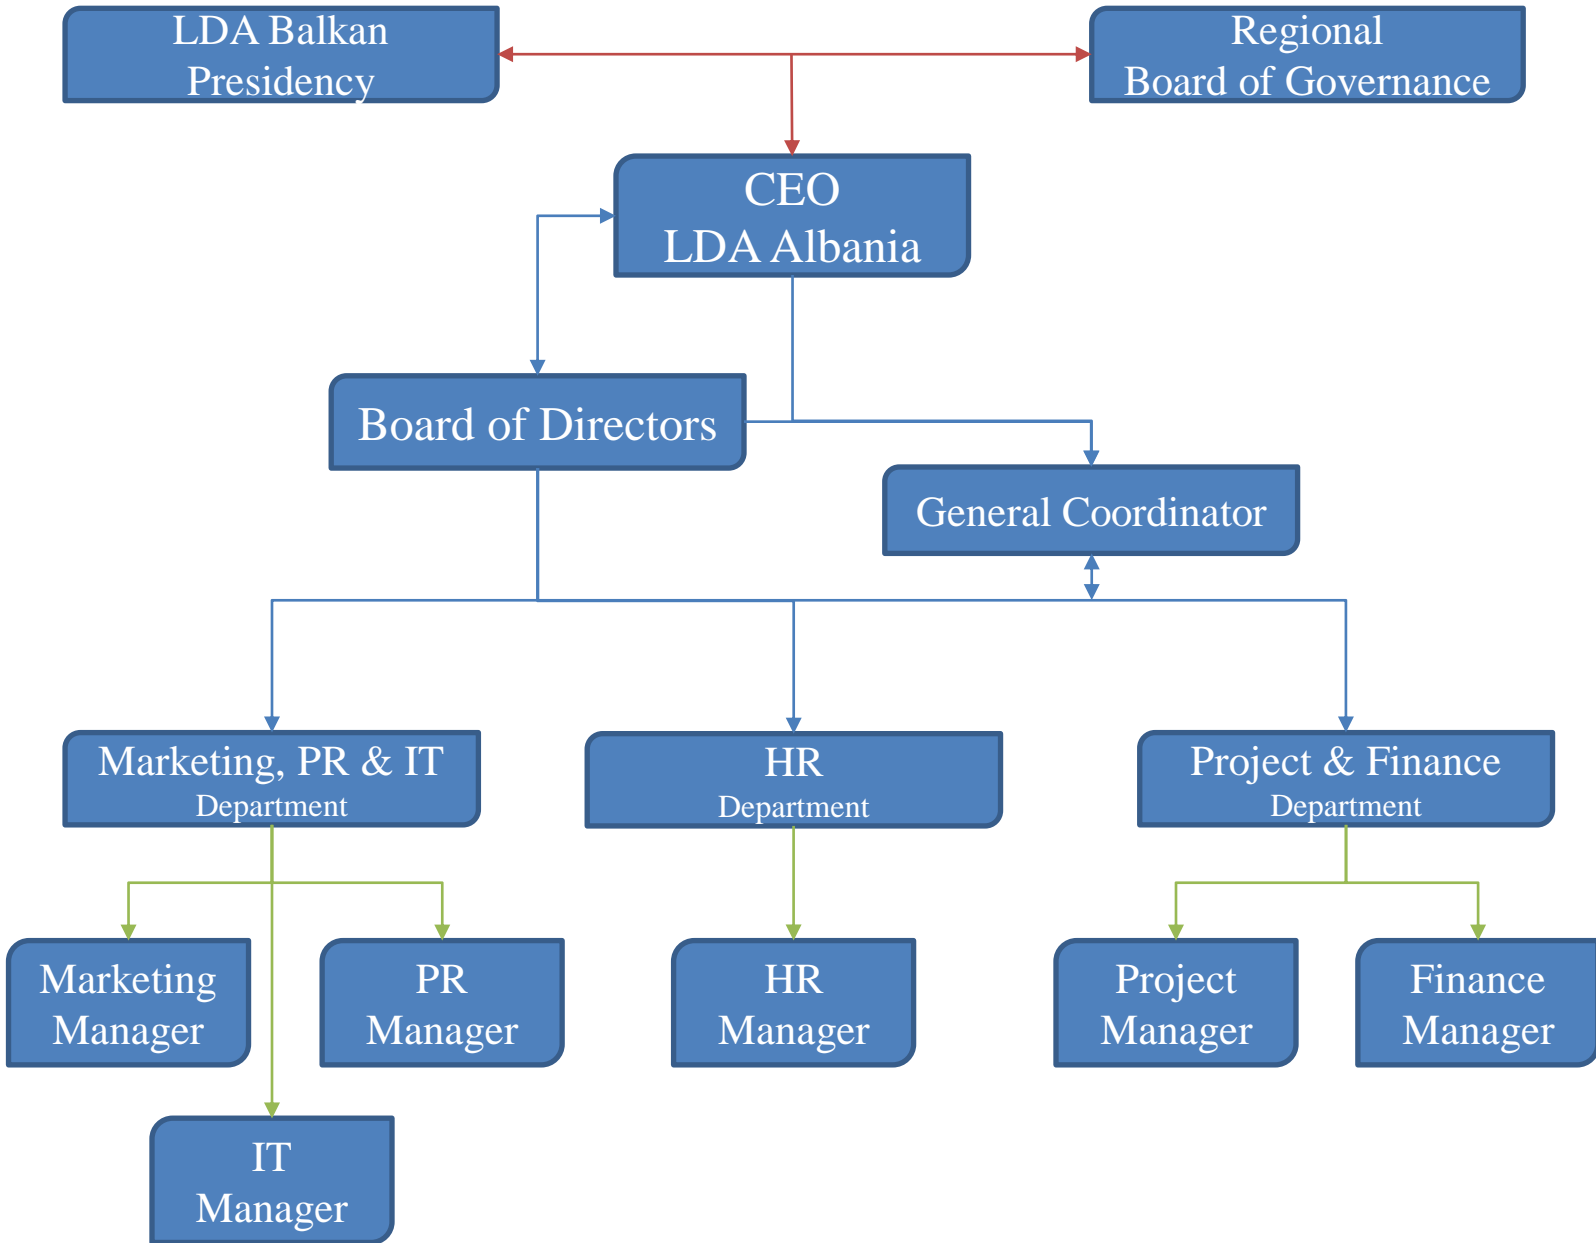 LDA Balkan
Presidency
Regional
Board of Governance
CEO
LDA Albania
Board of Directors
General Coordinator
Marketing, PR & IT
Department
HR
Department
Project & Finance
Department
Marketing
Manager
PR
Manager
HR
Manager
Project
Manager
Finance
Manager
IT
Manager